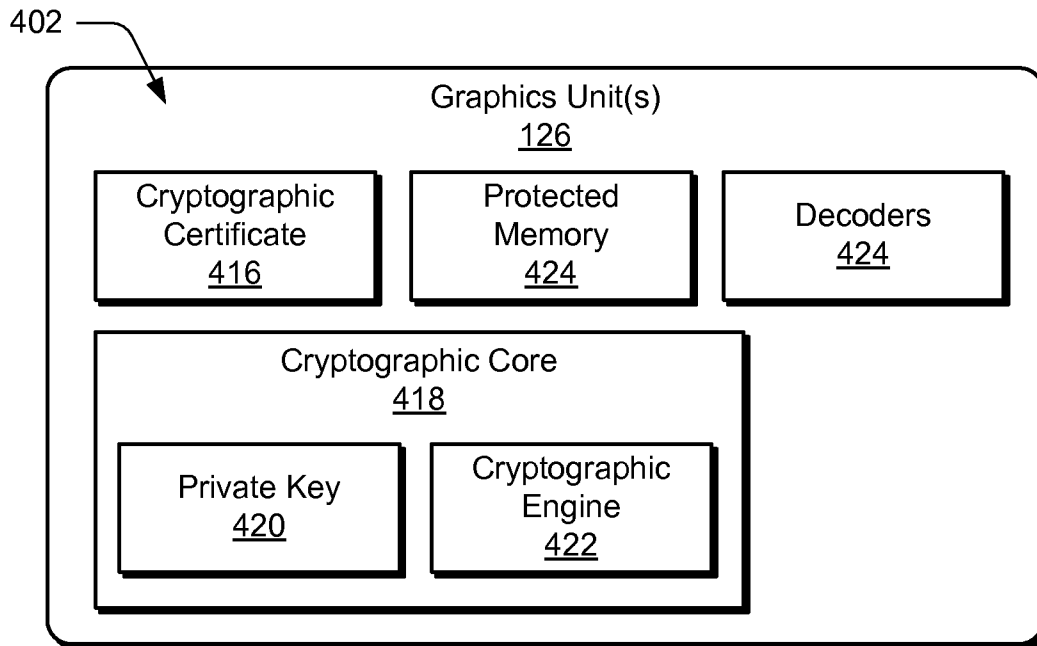 402
Graphics Unit(s)
126
Cryptographic
Certificate
416
Protected
Memory
424
Decoders
424
Cryptographic Core
418
Private Key
420
Cryptographic
Engine
422